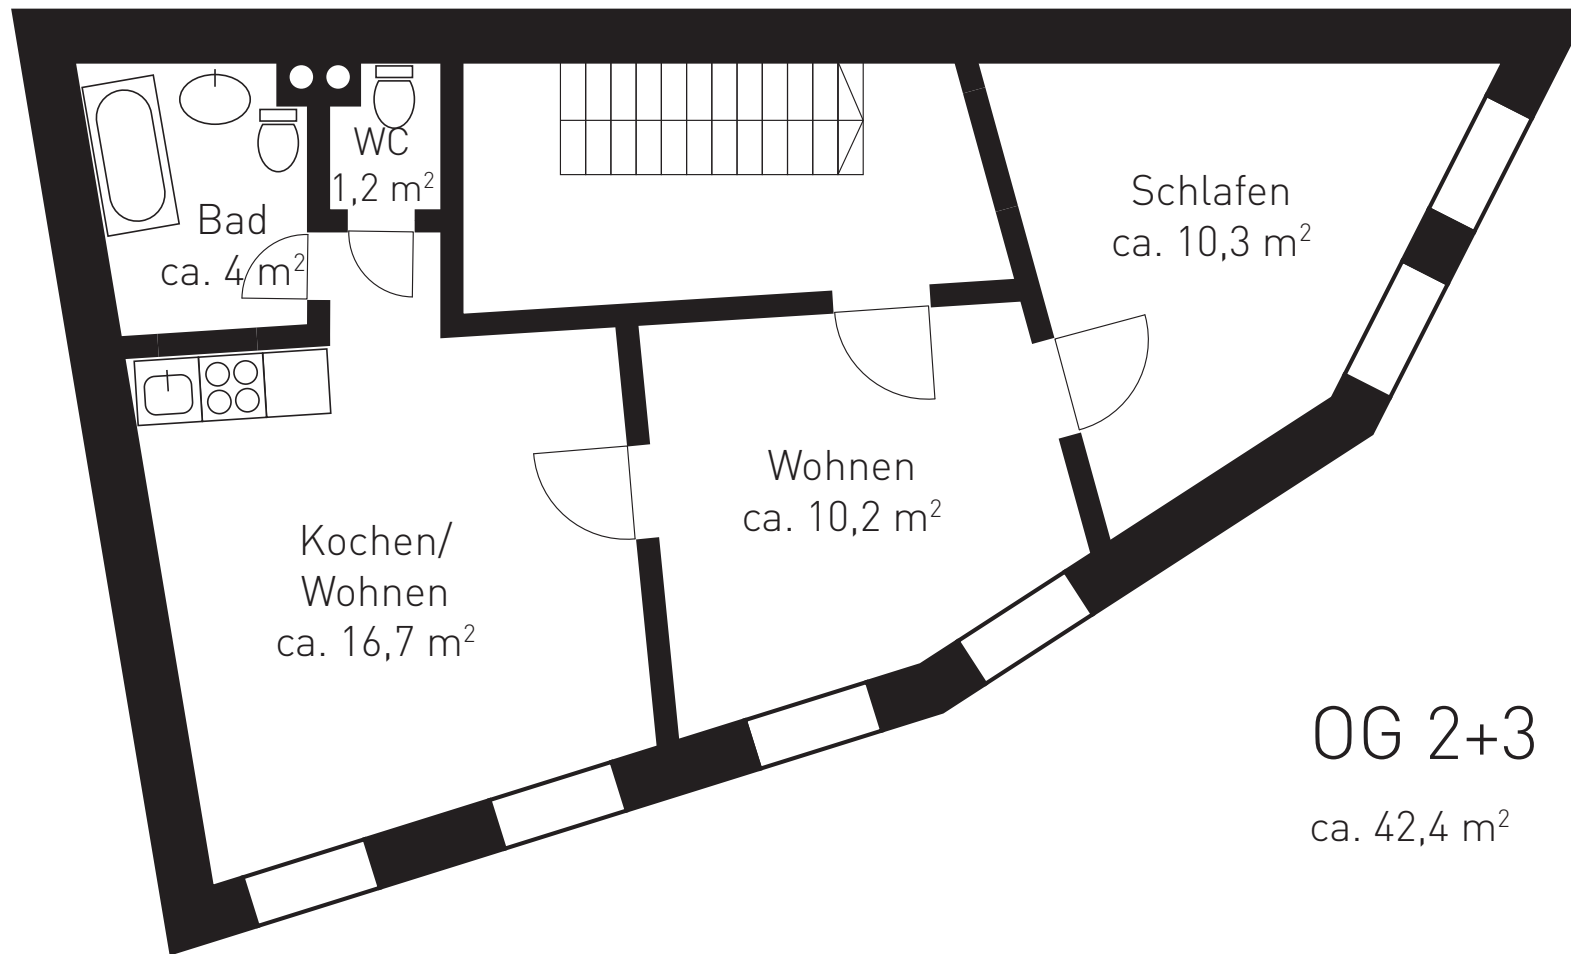 WC
1,2 m²
Bad
ca. 4 m²
Schlafen
ca. 10,3 m²
Wohnen
ca. 10,2 m²
Kochen/
Wohnen
ca. 16,7 m²
OG 2+3
ca. 42,4 m²